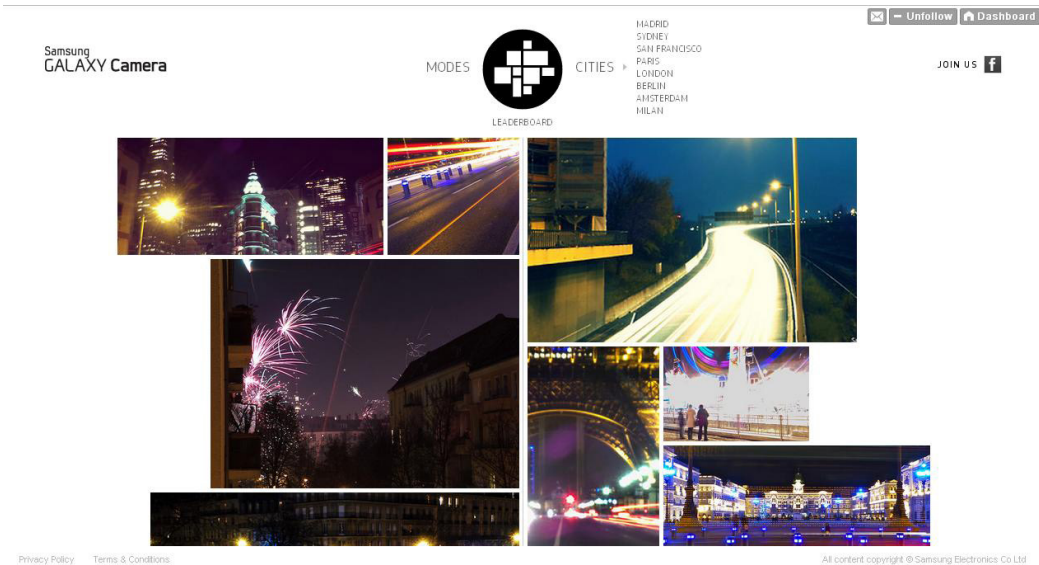 Unfollow
Dashboard
Samsung
GALAXY Camera
MODES
CITIES
MADRID
SYDNEY
SAN FRANCISCO
PARIS
LONDON
BERLIN
AMSTERDAM
MILAN
JOIN US
LEADERBOARD
Privacy Policy
Terms & Conditions
All content copyright © Samsung Electronics Co Ltd